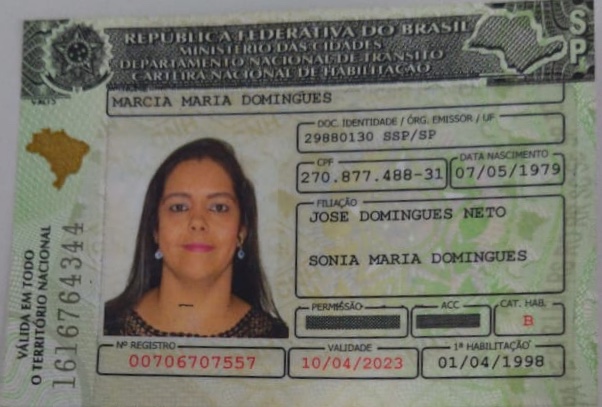 SP
REPÚBLICA FEDERATIVA DO BRASIL
MINISTÉRIO DAS CIDADES
DEPARTAMENTO NACIONAL DE TRÂNSITO
CARTEIRA NACIONAL DE HABILITAÇÃO
MARCIA MARIA DOMINGUES
DOC. IDENTIDADE / ÓRG. EMISSOR / UF
29880130 SSP/SP
CPF
270.877.488-31
DATA NASCIMENTO
07/05/1979
FILIAÇÃO
JOSE DOMINGUES NETO
SONIA MARIA DOMINGUES
PERMISSÃO
ACC
CAT. HAB.
B
Nº REGISTRO
00706707557
VALIDADE
10/04/2023
1ª HABILITAÇÃO
01/04/1998
VÁLIDA EM TODO
O TERRITÓRIO NACIONAL
1616764344